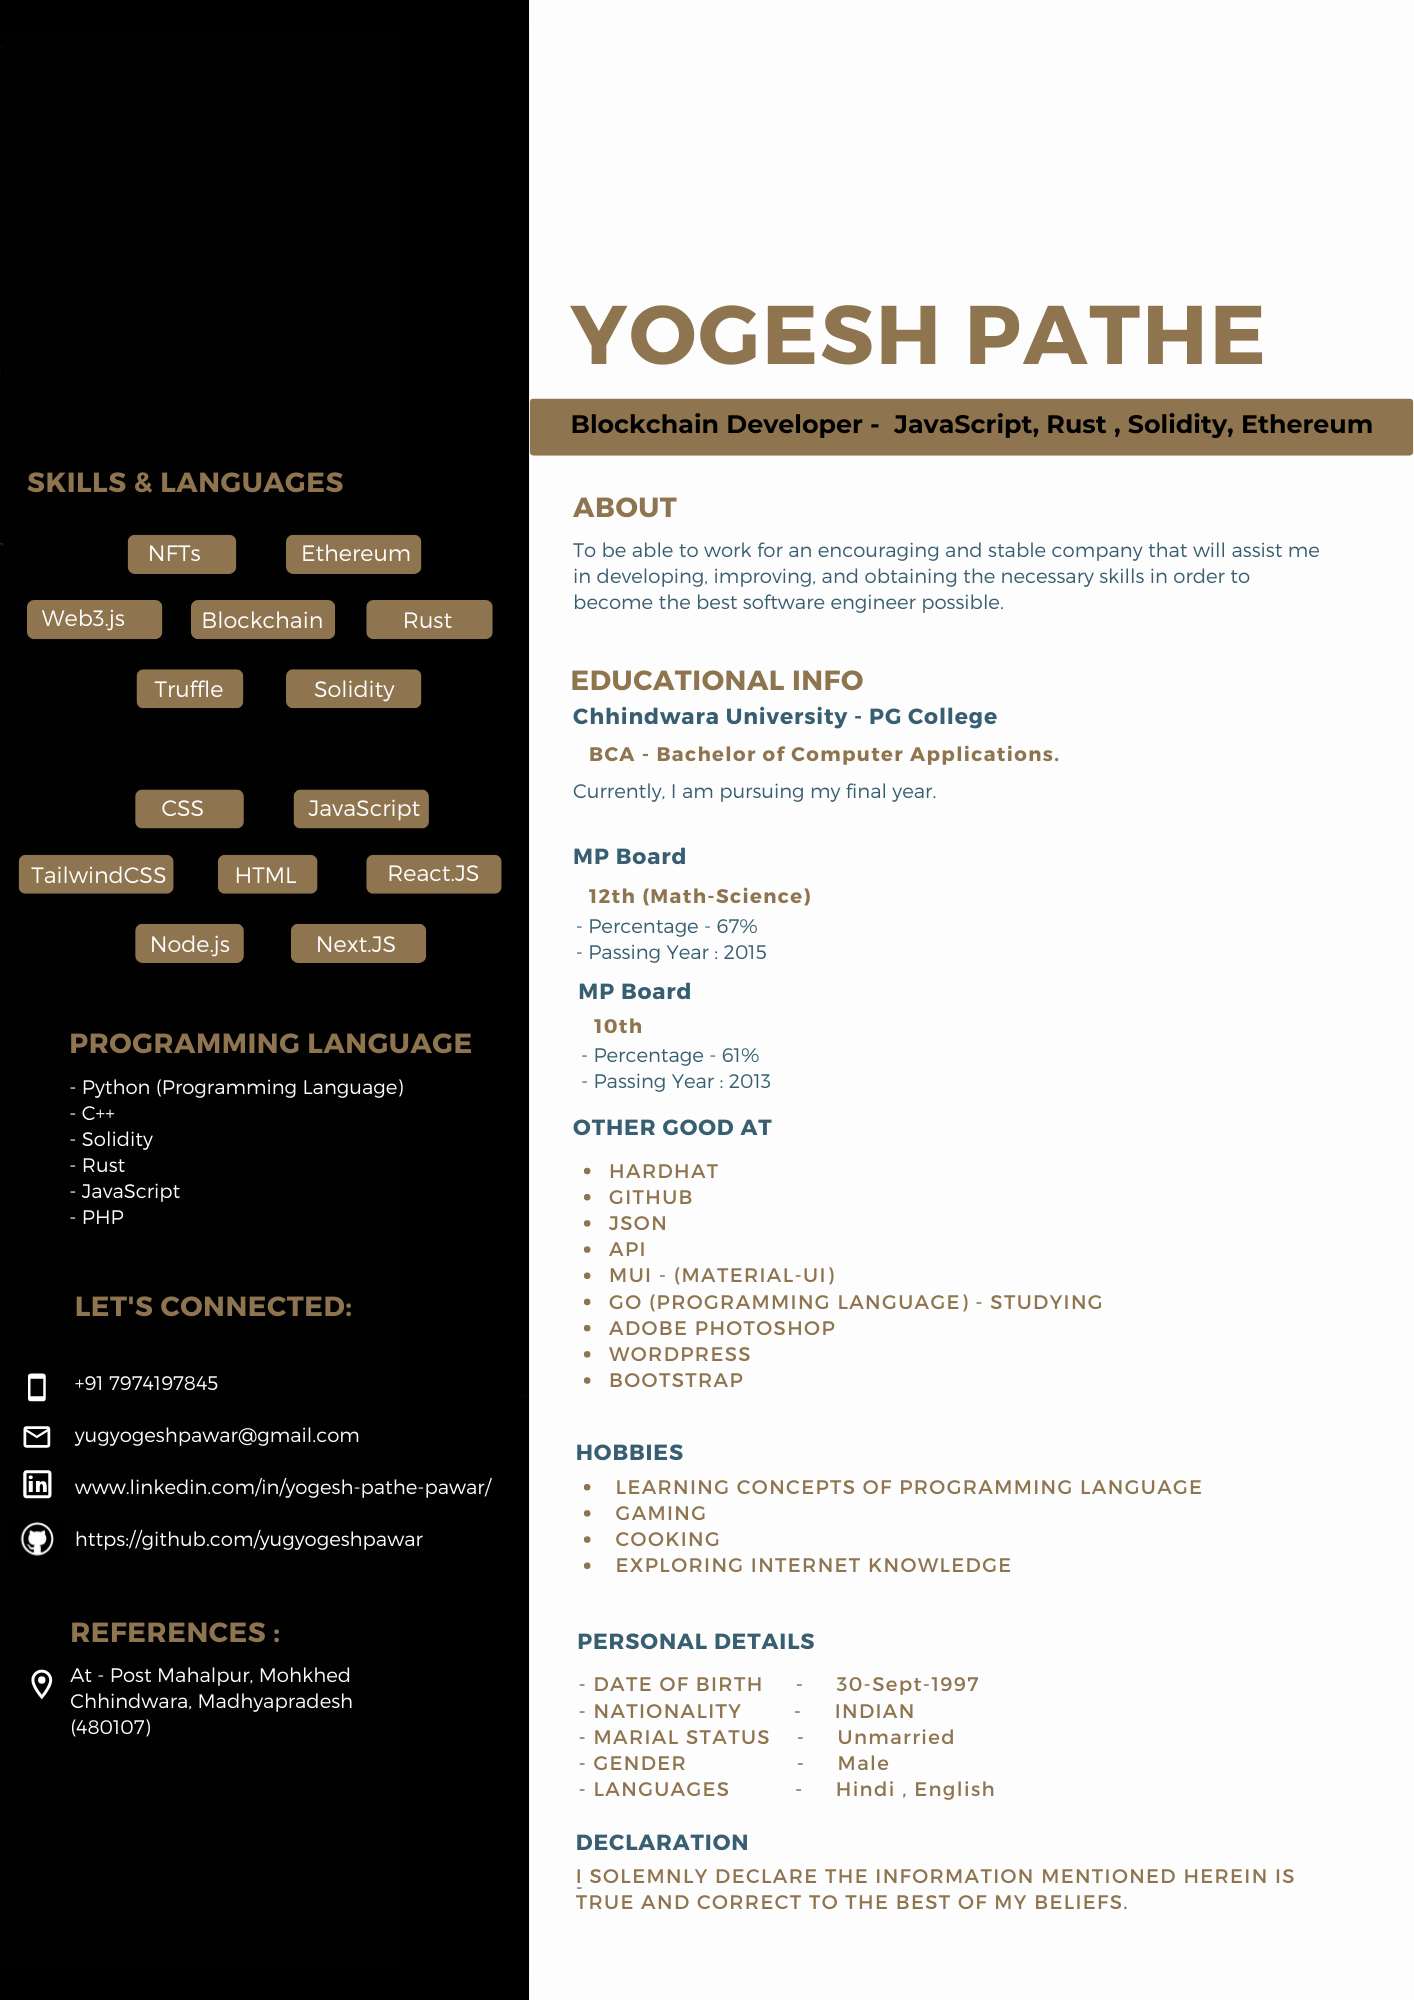 YOGESH PATHE
Blockchain Developer - JavaScript, Rust , Solidity, Ethereum
SKILLS & LANGUAGES
NFTs Ethereum
Web3.js Blockchain Rust
Truffle Solidity
CSS JavaScript
TailwindCSS HTML React.JS
Node.js Next.JS
PROGRAMMING LANGUAGE
- Python (Programming Language)
- C++
- Solidity
- Rust
- JavaScript
- PHP
LET'S CONNECTED:
+91 7974197845
yugyogeshpawar@gmail.com
www.linkedin.com/in/yogesh-pathe-pawar/
https://github.com/yugyogeshpawar
REFERENCES :
At - Post Mahalpur, Mohkhed
Chhindwara, Madhyapradesh
(480107)
ABOUT
To be able to work for an encouraging and stable company that will assist me
in developing, improving, and obtaining the necessary skills in order to
become the best software engineer possible.
EDUCATIONAL INFO
Chhindwara University - PG College
BCA - Bachelor of Computer Applications.
Currently, I am pursuing my final year.
MP Board
12th (Math-Science)
- Percentage - 67%
- Passing Year : 2015
MP Board
10th
- Percentage - 61%
- Passing Year : 2013
OTHER GOOD AT
• HARDHAT
• GITHUB
• JSON
• API
• MUI - (MATERIAL-UI)
• GO (PROGRAMMING LANGUAGE) - STUDYING
• ADOBE PHOTOSHOP
• WORDPRESS
• BOOTSTRAP
HOBBIES
• LEARNING CONCEPTS OF PROGRAMMING LANGUAGE
• GAMING
• COOKING
• EXPLORING INTERNET KNOWLEDGE
PERSONAL DETAILS
- DATE OF BIRTH - 30-Sept-1997
- NATIONALITY - INDIAN
- MARIAL STATUS - Unmarried
- GENDER - Male
- LANGUAGES - Hindi , English
DECLARATION
I SOLEMNLY DECLARE THE INFORMATION MENTIONED HEREIN IS
TRUE AND CORRECT TO THE BEST OF MY BELIEFS.